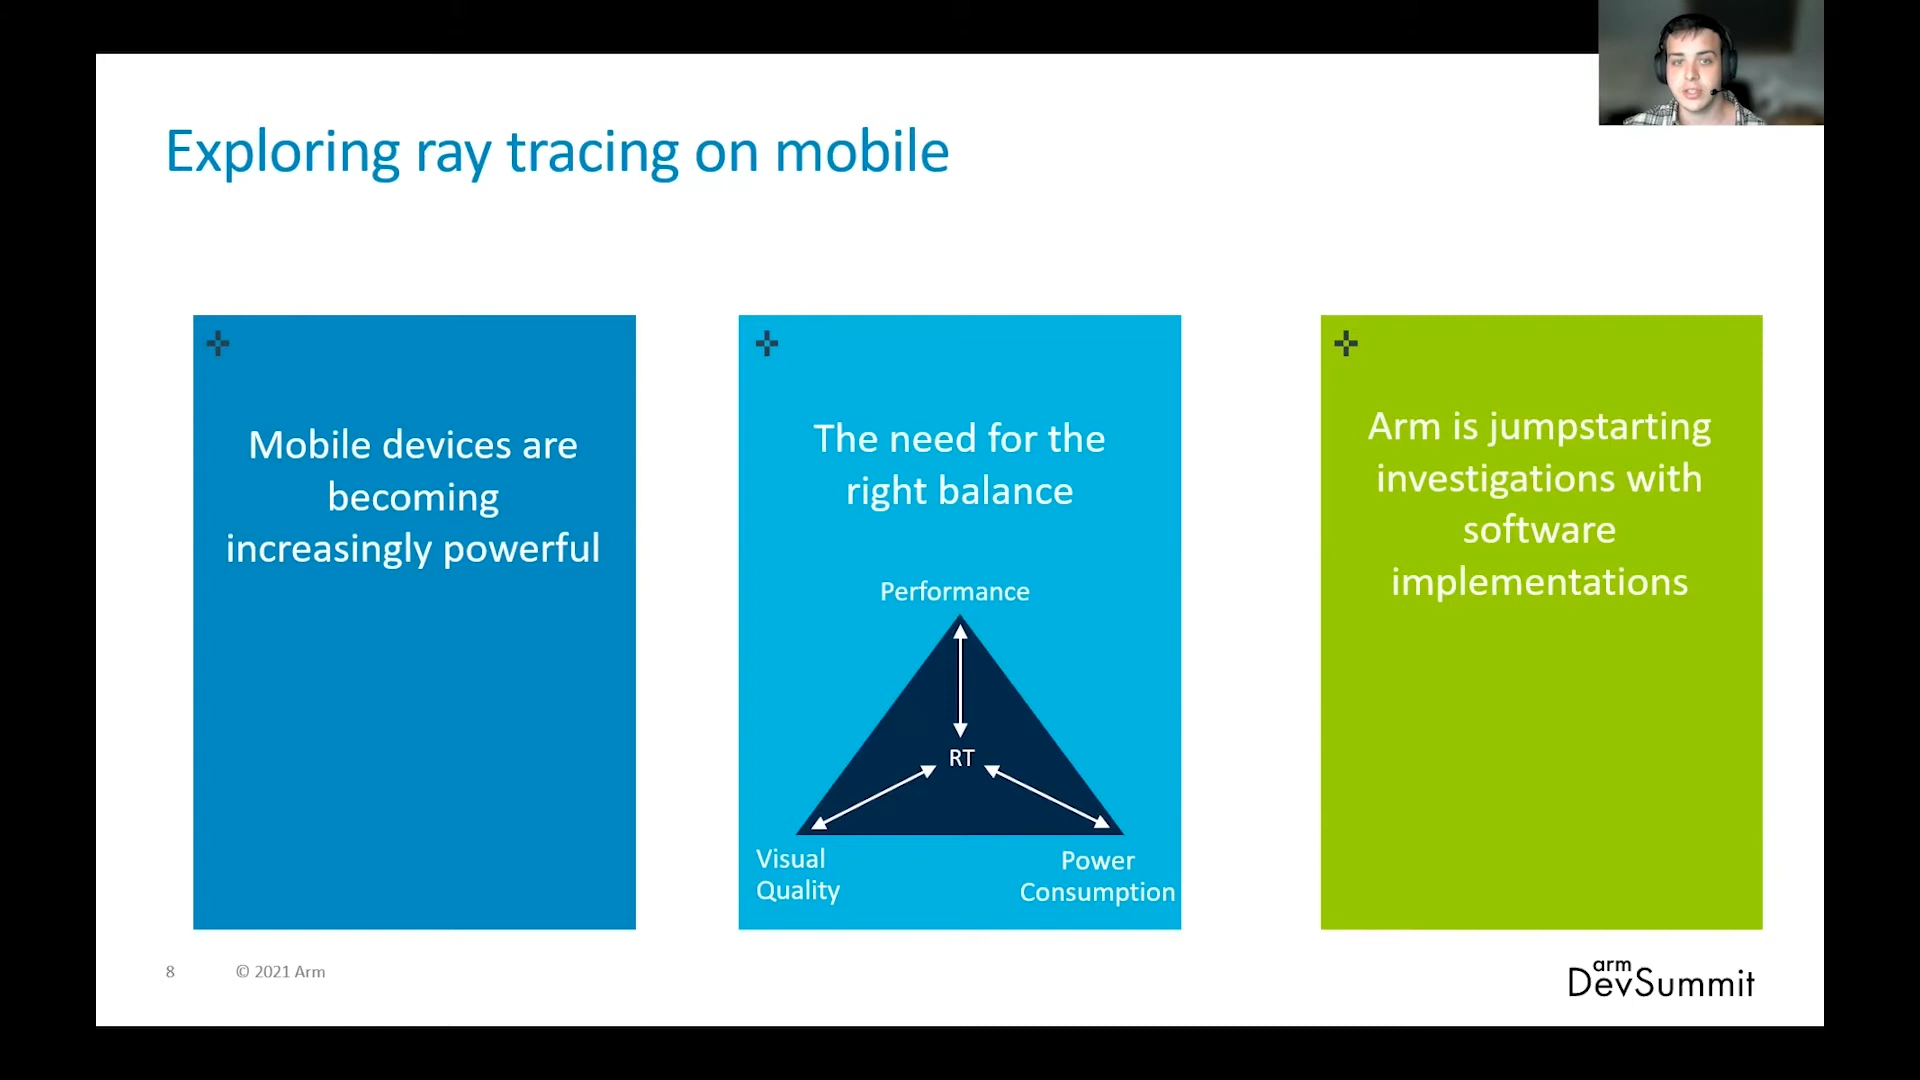 Exploring ray tracing on mobile
Mobile devices are
becoming
increasingly powerful
The need for the
right balance
Performance
RT
Visual
Quality
Power
Consumption
Arm is jumpstarting
investigations with
software
implementations
8
© 2021 Arm
arm
DevSummit